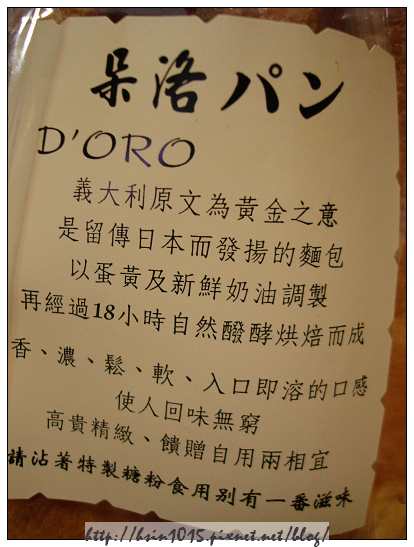 呆洛パン
D'ORO
義大利原文為黃金之意
是留傳日本而發揚的麵包
以蛋黃及新鮮奶油調製
再經過18小時自然醱酵烘焙而成
香、濃、鬆、軟、入口即溶的口感
使人回味無窮
高貴精緻、饋贈自用兩相宜
請沾著特製糖粉食用別有一番滋味
http://hsin1015.pixnet.net/blog/